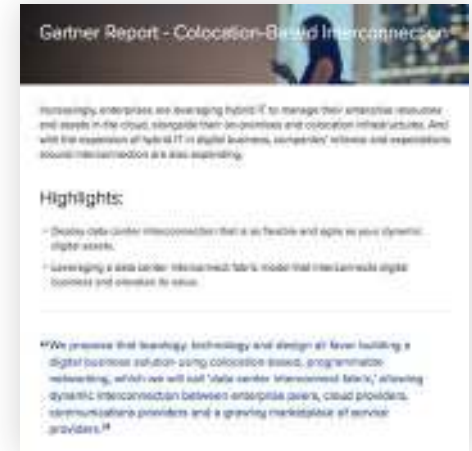 Gartner Report - Colocation-Based Interconnection
Increasingly, enterprises are leveraging hybrid IT to manage their enterprise resources
and assets in the cloud, alongside their on-premises and colocation infrastructures. And
with the expansion of hybrid IT in digital business, companies' reliance and expectations
around interconnection are also expanding.
Highlights:
- Deploy data center interconnection that is as flexible and agile as your dynamic
digital assets.
- Leveraging a data center interconnect fabric model that interconnects digital
business and elevates its value.
“We propose that topology, technology and design all favor building a
digital business solution using colocation-based, programmable
networking, which we will call 'data center interconnect fabric,' allowing
dynamic interconnection between enterprise peers, cloud providers,
communications providers and a growing marketplace of service
providers.”